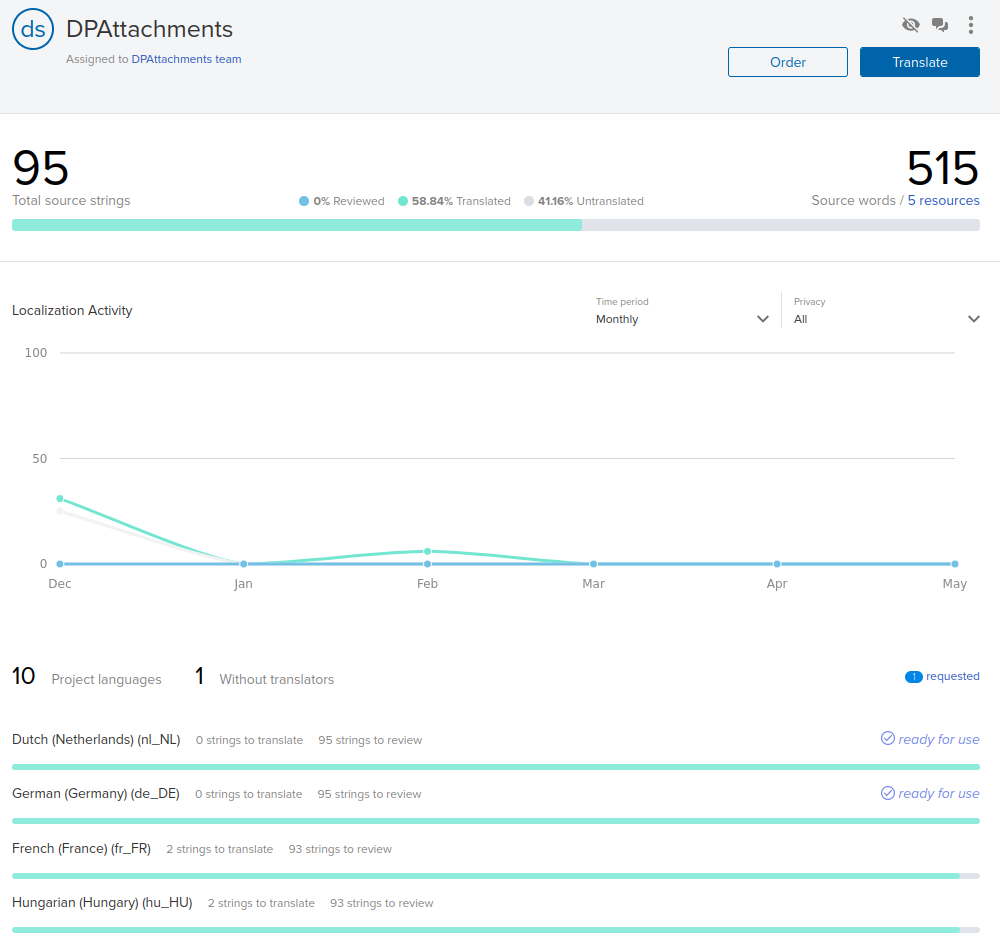 ds DPAttachments
Assigned to DPAttachments team
Order Translate
95 515
Total source strings 0% Reviewed 58.84% Translated 41.16% Untranslated Source words / 5 resources
Localization Activity
Time period Privacy
Monthly All
100
50
0
Dec Jan Feb Mar Apr May
10 Project languages 1 Without translators 1 requested
Dutch (Netherlands) (nl_NL) 0 strings to translate 95 strings to review ready for use
German (Germany) (de_DE) 0 strings to translate 95 strings to review ready for use
French (France) (fr_FR) 2 strings to translate 93 strings to review
Hungarian (Hungary) (hu_HU) 2 strings to translate 93 strings to review